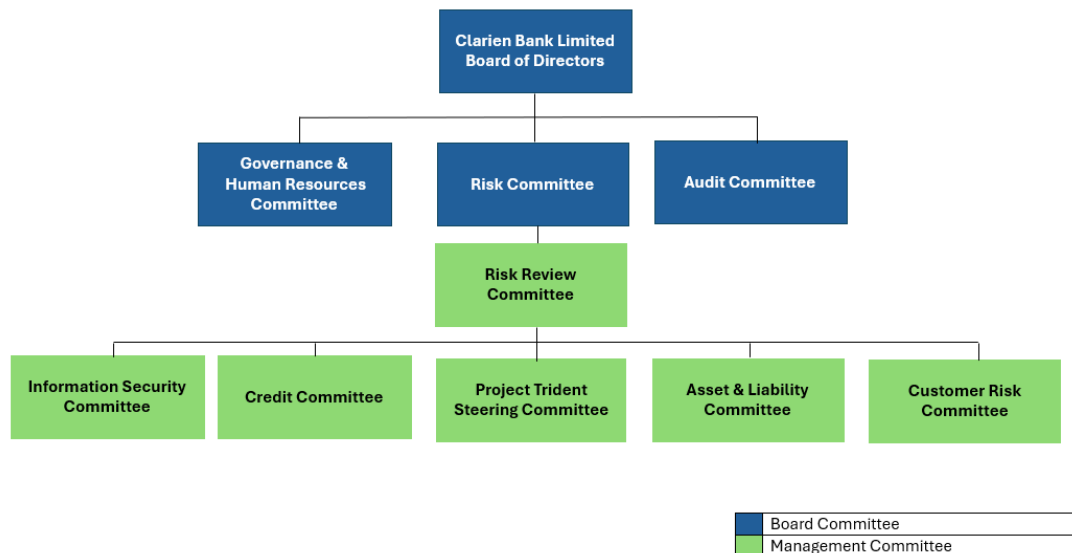 Clarien Bank Limited
Board of Directors
Governance &
Human Resources
Committee
Risk Committee
Audit Committee
Risk Review
Committee
Information Security
Committee
Credit Committee
Project Trident
Steering Committee
Asset & Liability
Committee
Customer Risk
Committee
Board Committee
Management Committee